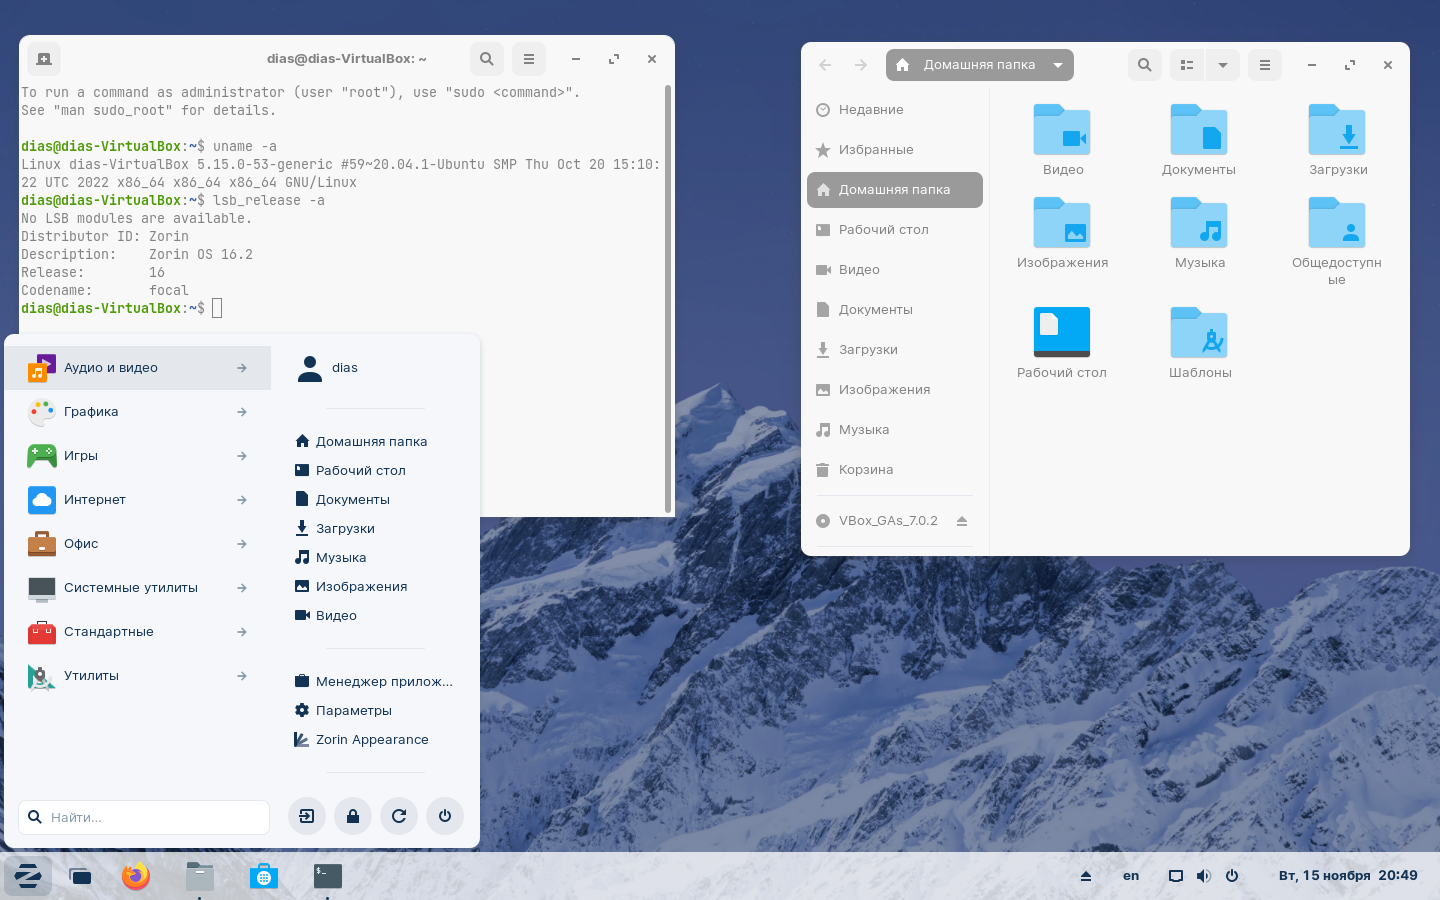 dias@dias-VirtualBox: ~
To run a command as administrator (user "root"), use "sudo <command>".
See "man sudo_root" for details.
dias@dias-VirtualBox:~$ uname -a
Linux dias-VirtualBox 5.15.0-53-generic #59~20.04.1-Ubuntu SMP Thu Oct 20 15:10:
22 UTC 2022 x86_64 x86_64 x86_64 GNU/Linux
dias@dias-VirtualBox:~$ lsb_release -a
No LSB modules are available.
Distributor ID: Zorin
Description:    Zorin OS 16.2
Release:        16
Codename:       focal
dias@dias-VirtualBox:~$
Аудио и видео
Графика
Игры
Интернет
Офис
Системные утилиты
Стандартные
Утилиты
Найти...
dias
Домашняя папка
Рабочий стол
Документы
Загрузки
Музыка
Изображения
Видео
Менеджер прилож...
Параметры
Zorin Appearance
Домашняя папка
Недавние
Избранные
Домашняя папка
Рабочий стол
Видео
Документы
Загрузки
Изображения
Музыка
Корзина
VBox_GAs_7.0.2
Видео
Документы
Загрузки
Изображения
Музыка
Общедоступн
ые
Рабочий стол
Шаблоны
$_
en
Вт, 15 ноября 20:49